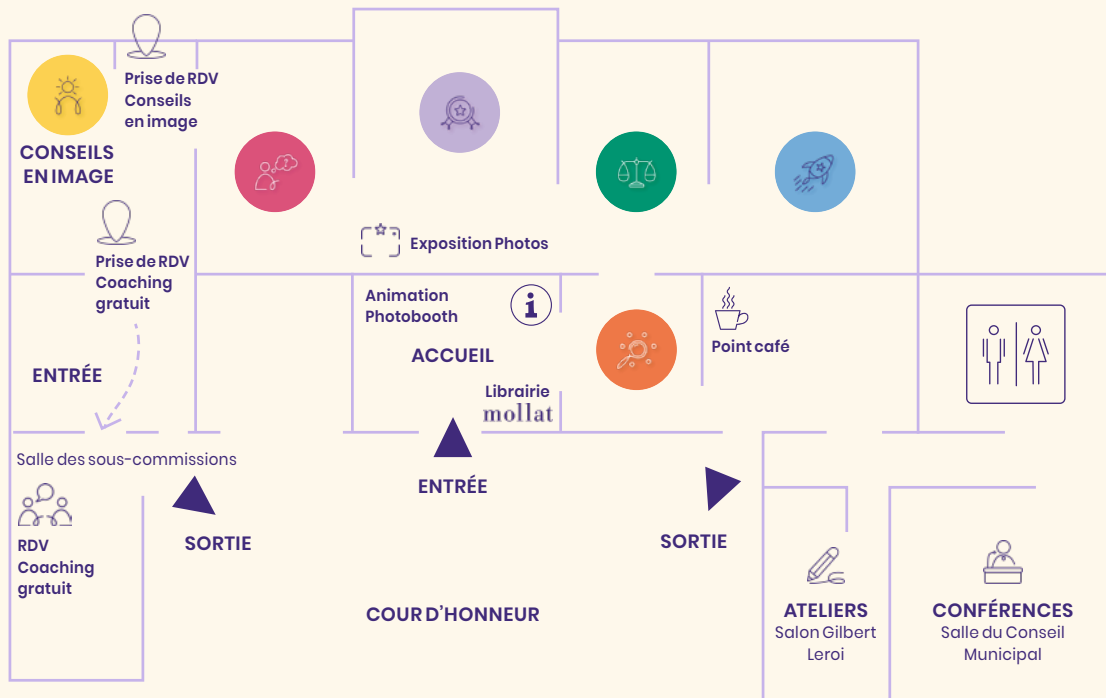 Prise de RDV
Conseils
en image
CONSEILS
EN IMAGE
Prise de RDV
Coaching
gratuit
Exposition Photos
Animation
Photobooth
i
ACCUEIL
Point café
ENTRÉE
Librairie
mollat
Salle des sous-commissions
ENTRÉE
RDV
Coaching
gratuit
SORTIE
SORTIE
COUR D'HONNEUR
ATELIERS
Salon Gilbert
Leroi
CONFÉRENCES
Salle du Conseil
Municipal